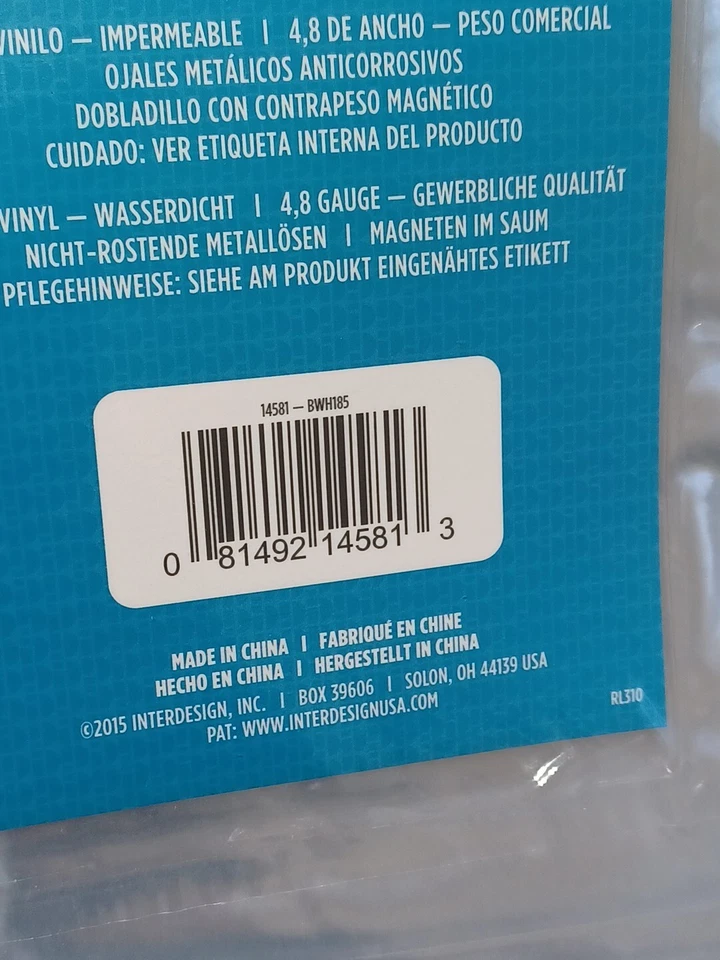 VINILO — IMPERMEABLE | 4,8 DE ANCHO — PESO COMERCIAL
OJALES METÁLICOS ANTICORROSIVOS
DOBLADILLO CON CONTRAPESO MAGNÉTICO
CUIDADO: VER ETIQUETA INTERNA DEL PRODUCTO
VINYL — WASSERDICHT | 4,8 GAUGE — GEWERBLICHE QUALITÄT
NICHT-ROSTENDE METALLÖSEN | MAGNETEN IM SAUM
PFLEGEHINWEISE: SIEHE AM PRODUKT EINGENÄHTES ETIKETT
14581 — BWH185
0 81492 14581 3
MADE IN CHINA | FABRIQUÉ EN CHINE
HECHO EN CHINA | HERGESTELLT IN CHINA
©2015 INTERDESIGN, INC. | BOX 39606 | SOLON, OH 44139 USA
PAT: WWW.INTERDESIGNUSA.COM
RL310